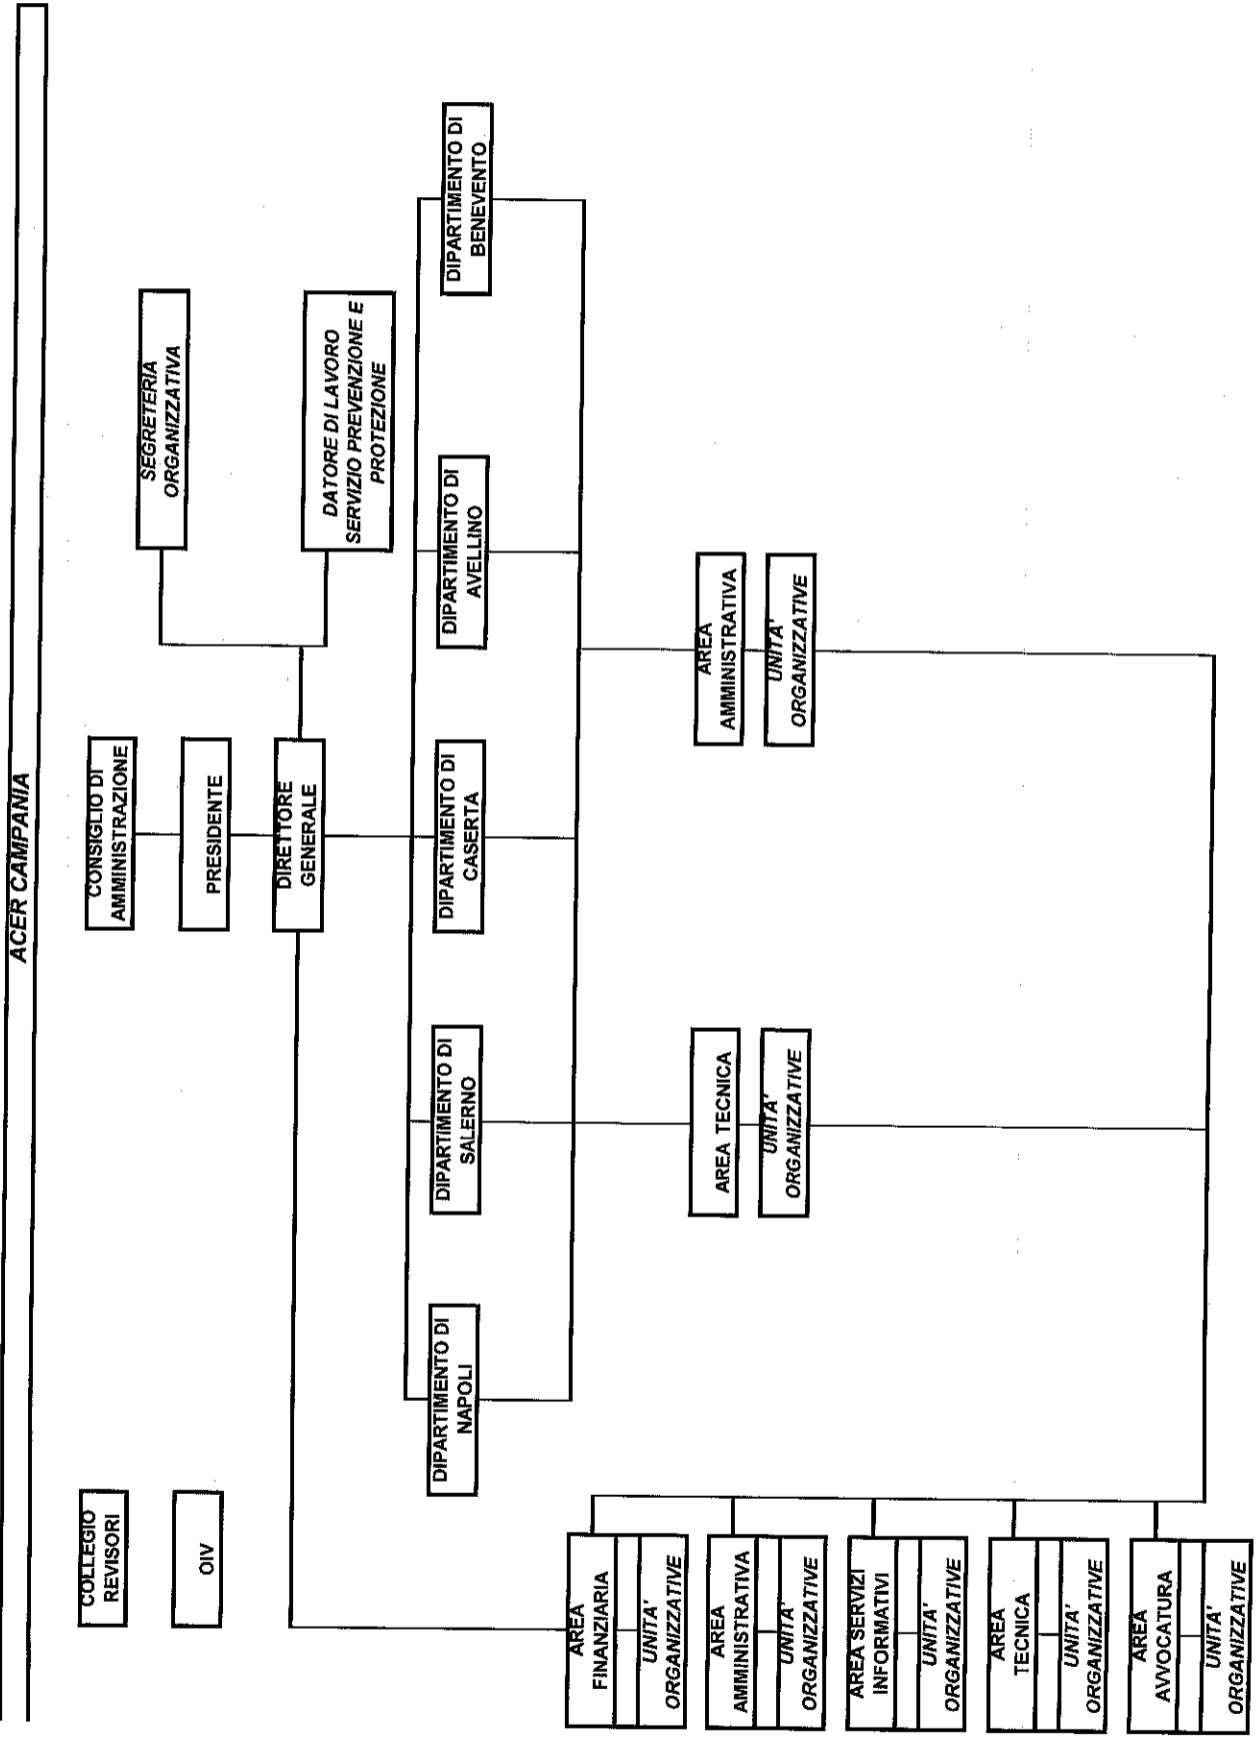 ACER CAMPANIA
COLLEGIO
REVISORI
CONSIGLIO DI
AMMINISTRAZIONE
SEGRETERIA
ORGANIZZATIVA
OIV
PRESIDENTE
DIRETTORE
GENERALE
DATORE DI LAVORO
SERVIZIO PREVENZIONE E
PROTEZIONE
DIPARTIMENTO DI
NAPOLI
DIPARTIMENTO DI
SALERNO
DIPARTIMENTO DI
CASERTA
DIPARTIMENTO DI
AVELLINO
DIPARTIMENTO DI
BENEVENTO
AREA
FINANZIARIA
UNITA'
ORGANIZZATIVE
AREA TECNICA
UNITA'
ORGANIZZATIVE
AREA
AMMINISTRATIVA
UNITA'
ORGANIZZATIVE
AREA
AMMINISTRATIVA
UNITA'
ORGANIZZATIVE
AREA SERVIZI
INFORMATIVI
UNITA'
ORGANIZZATIVE
AREA
TECNICA
UNITA'
ORGANIZZATIVE
AREA
AVVOCATURA
UNITA'
ORGANIZZATIVE